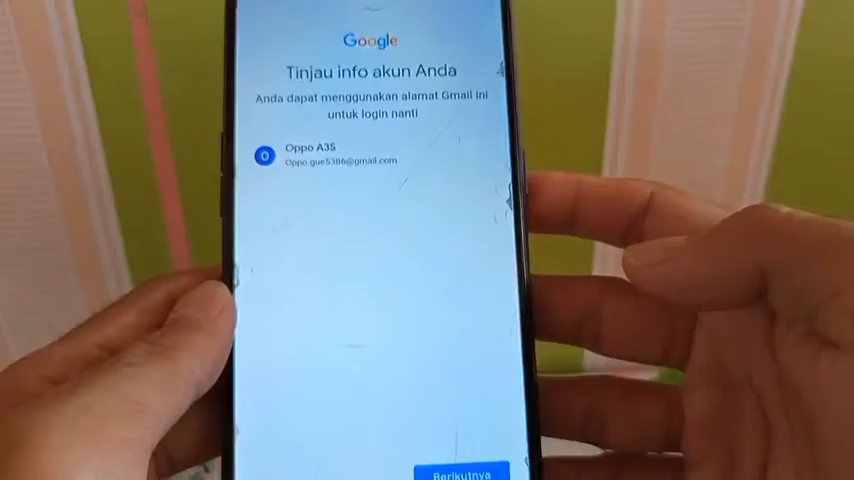 Google
Tinjau info akun Anda
Anda dapat menggunakan alamat Gmail ini
untuk login nanti
O
Oppo A3S
Oppo.gue5386@gmail.com
Berikutnya